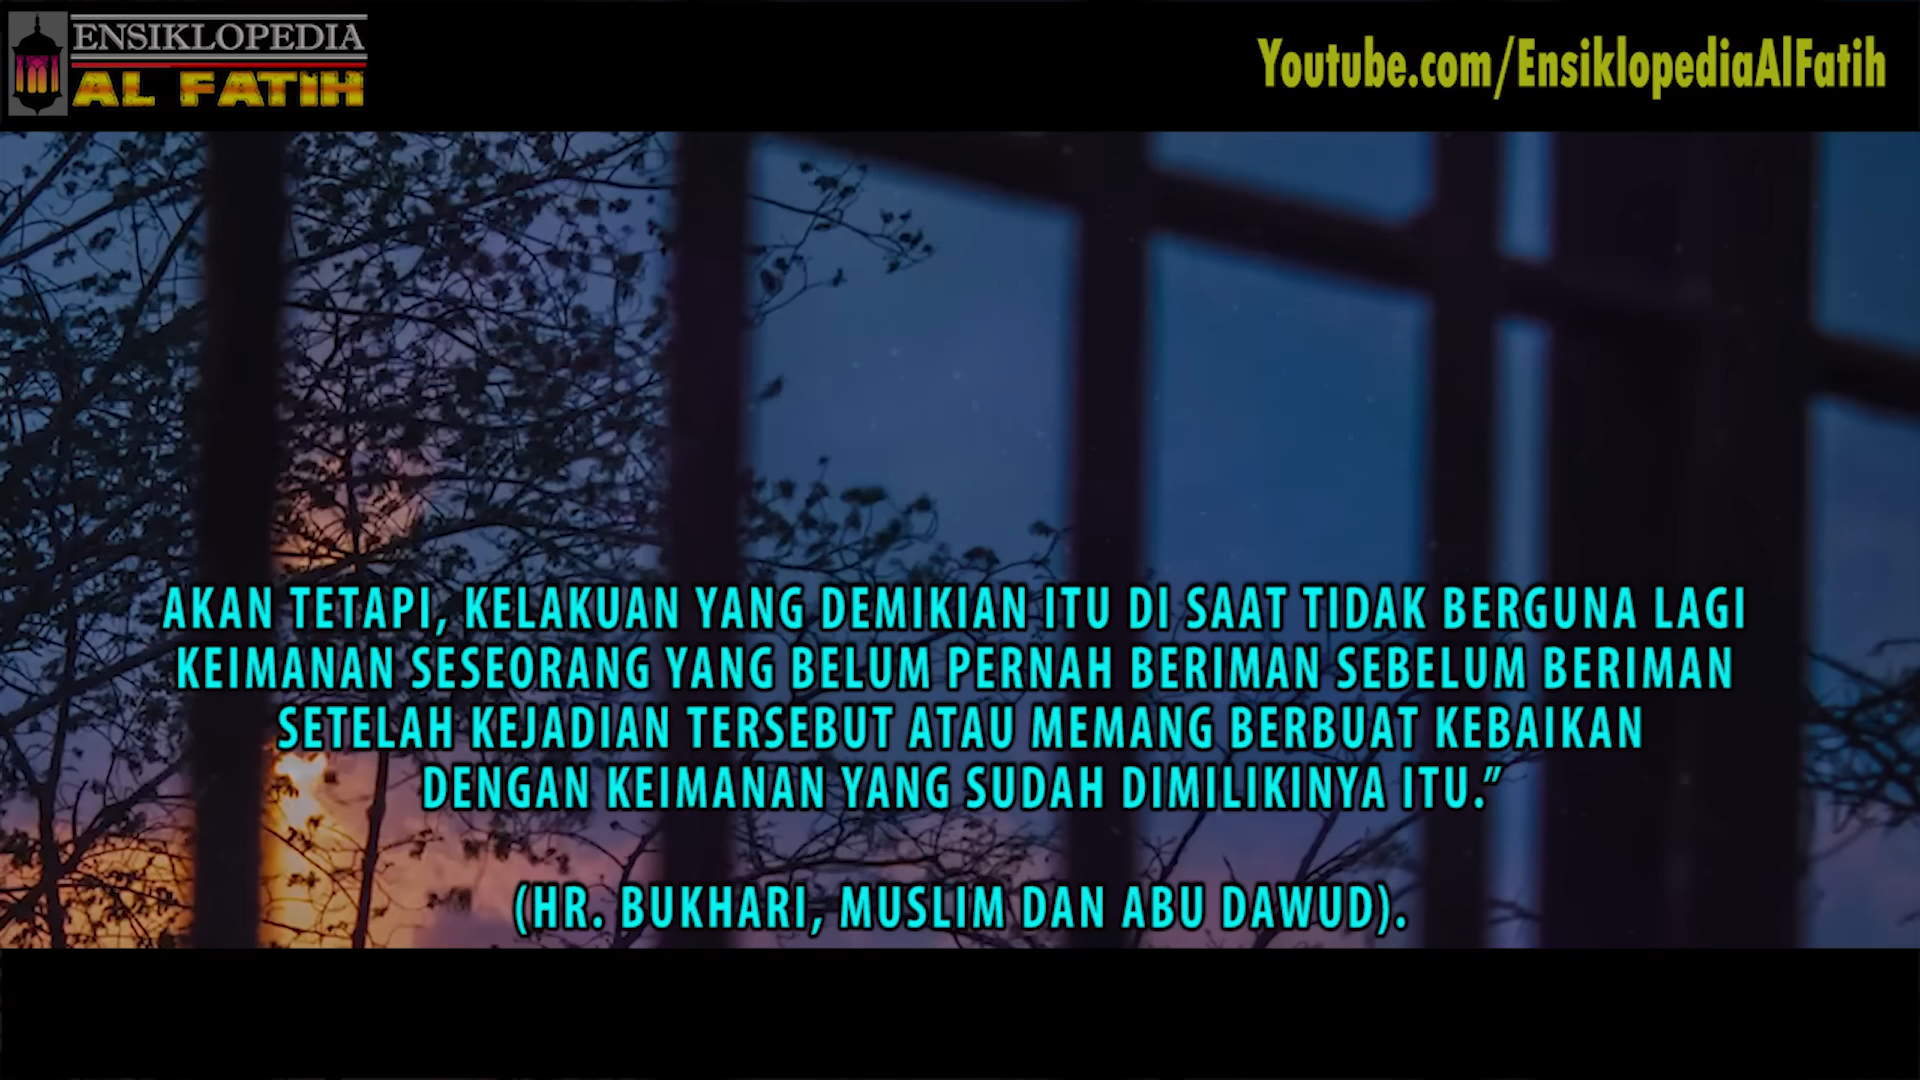 ENSIKLOPEDIA
AL FATIH
Youtube.com/EnsiklopediaAlFatih
AKAN TETAPI, KELAKUAN YANG DEMIKIAN ITU DI SAAT TIDAK BERGUNA LAGI
KEIMANAN SESEORANG YANG BELUM PERNAH BERIMAN SEBELUM BERIMAN
SETELAH KEJADIAN TERSEBUT ATAU MEMANG BERBUAT KEBAIKAN
DENGAN KEIMANAN YANG SUDAH DIMILIKINYA ITU.”
(HR. BUKHARI, MUSLIM DAN ABU DAWUD).